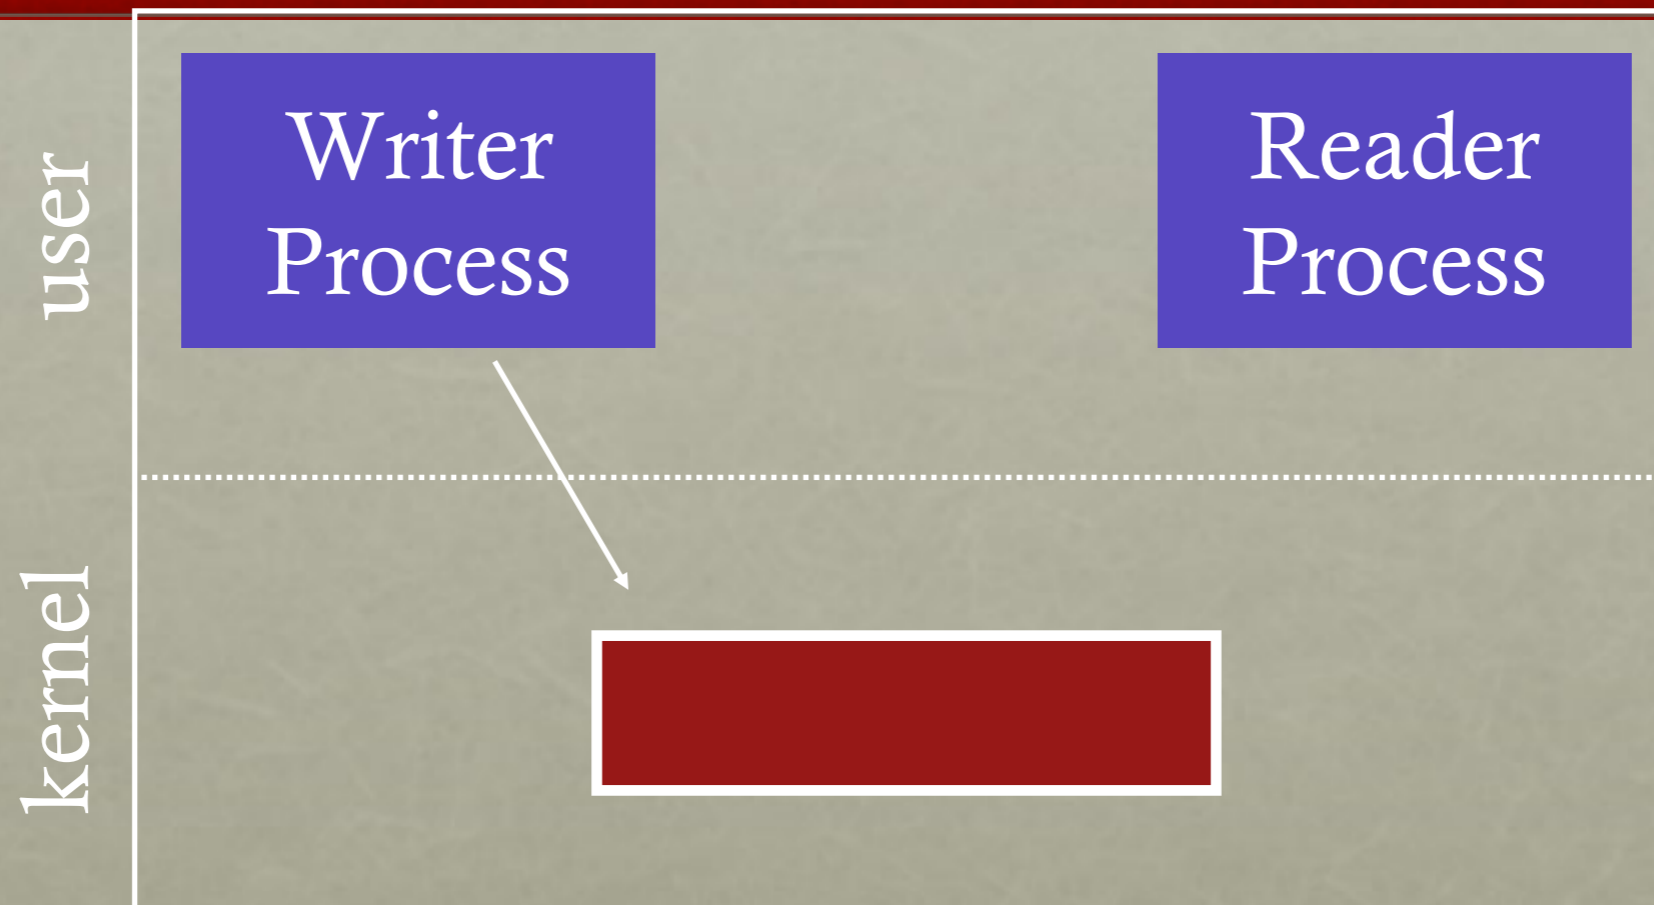 user
Writer
Process
Reader
Process
kernel